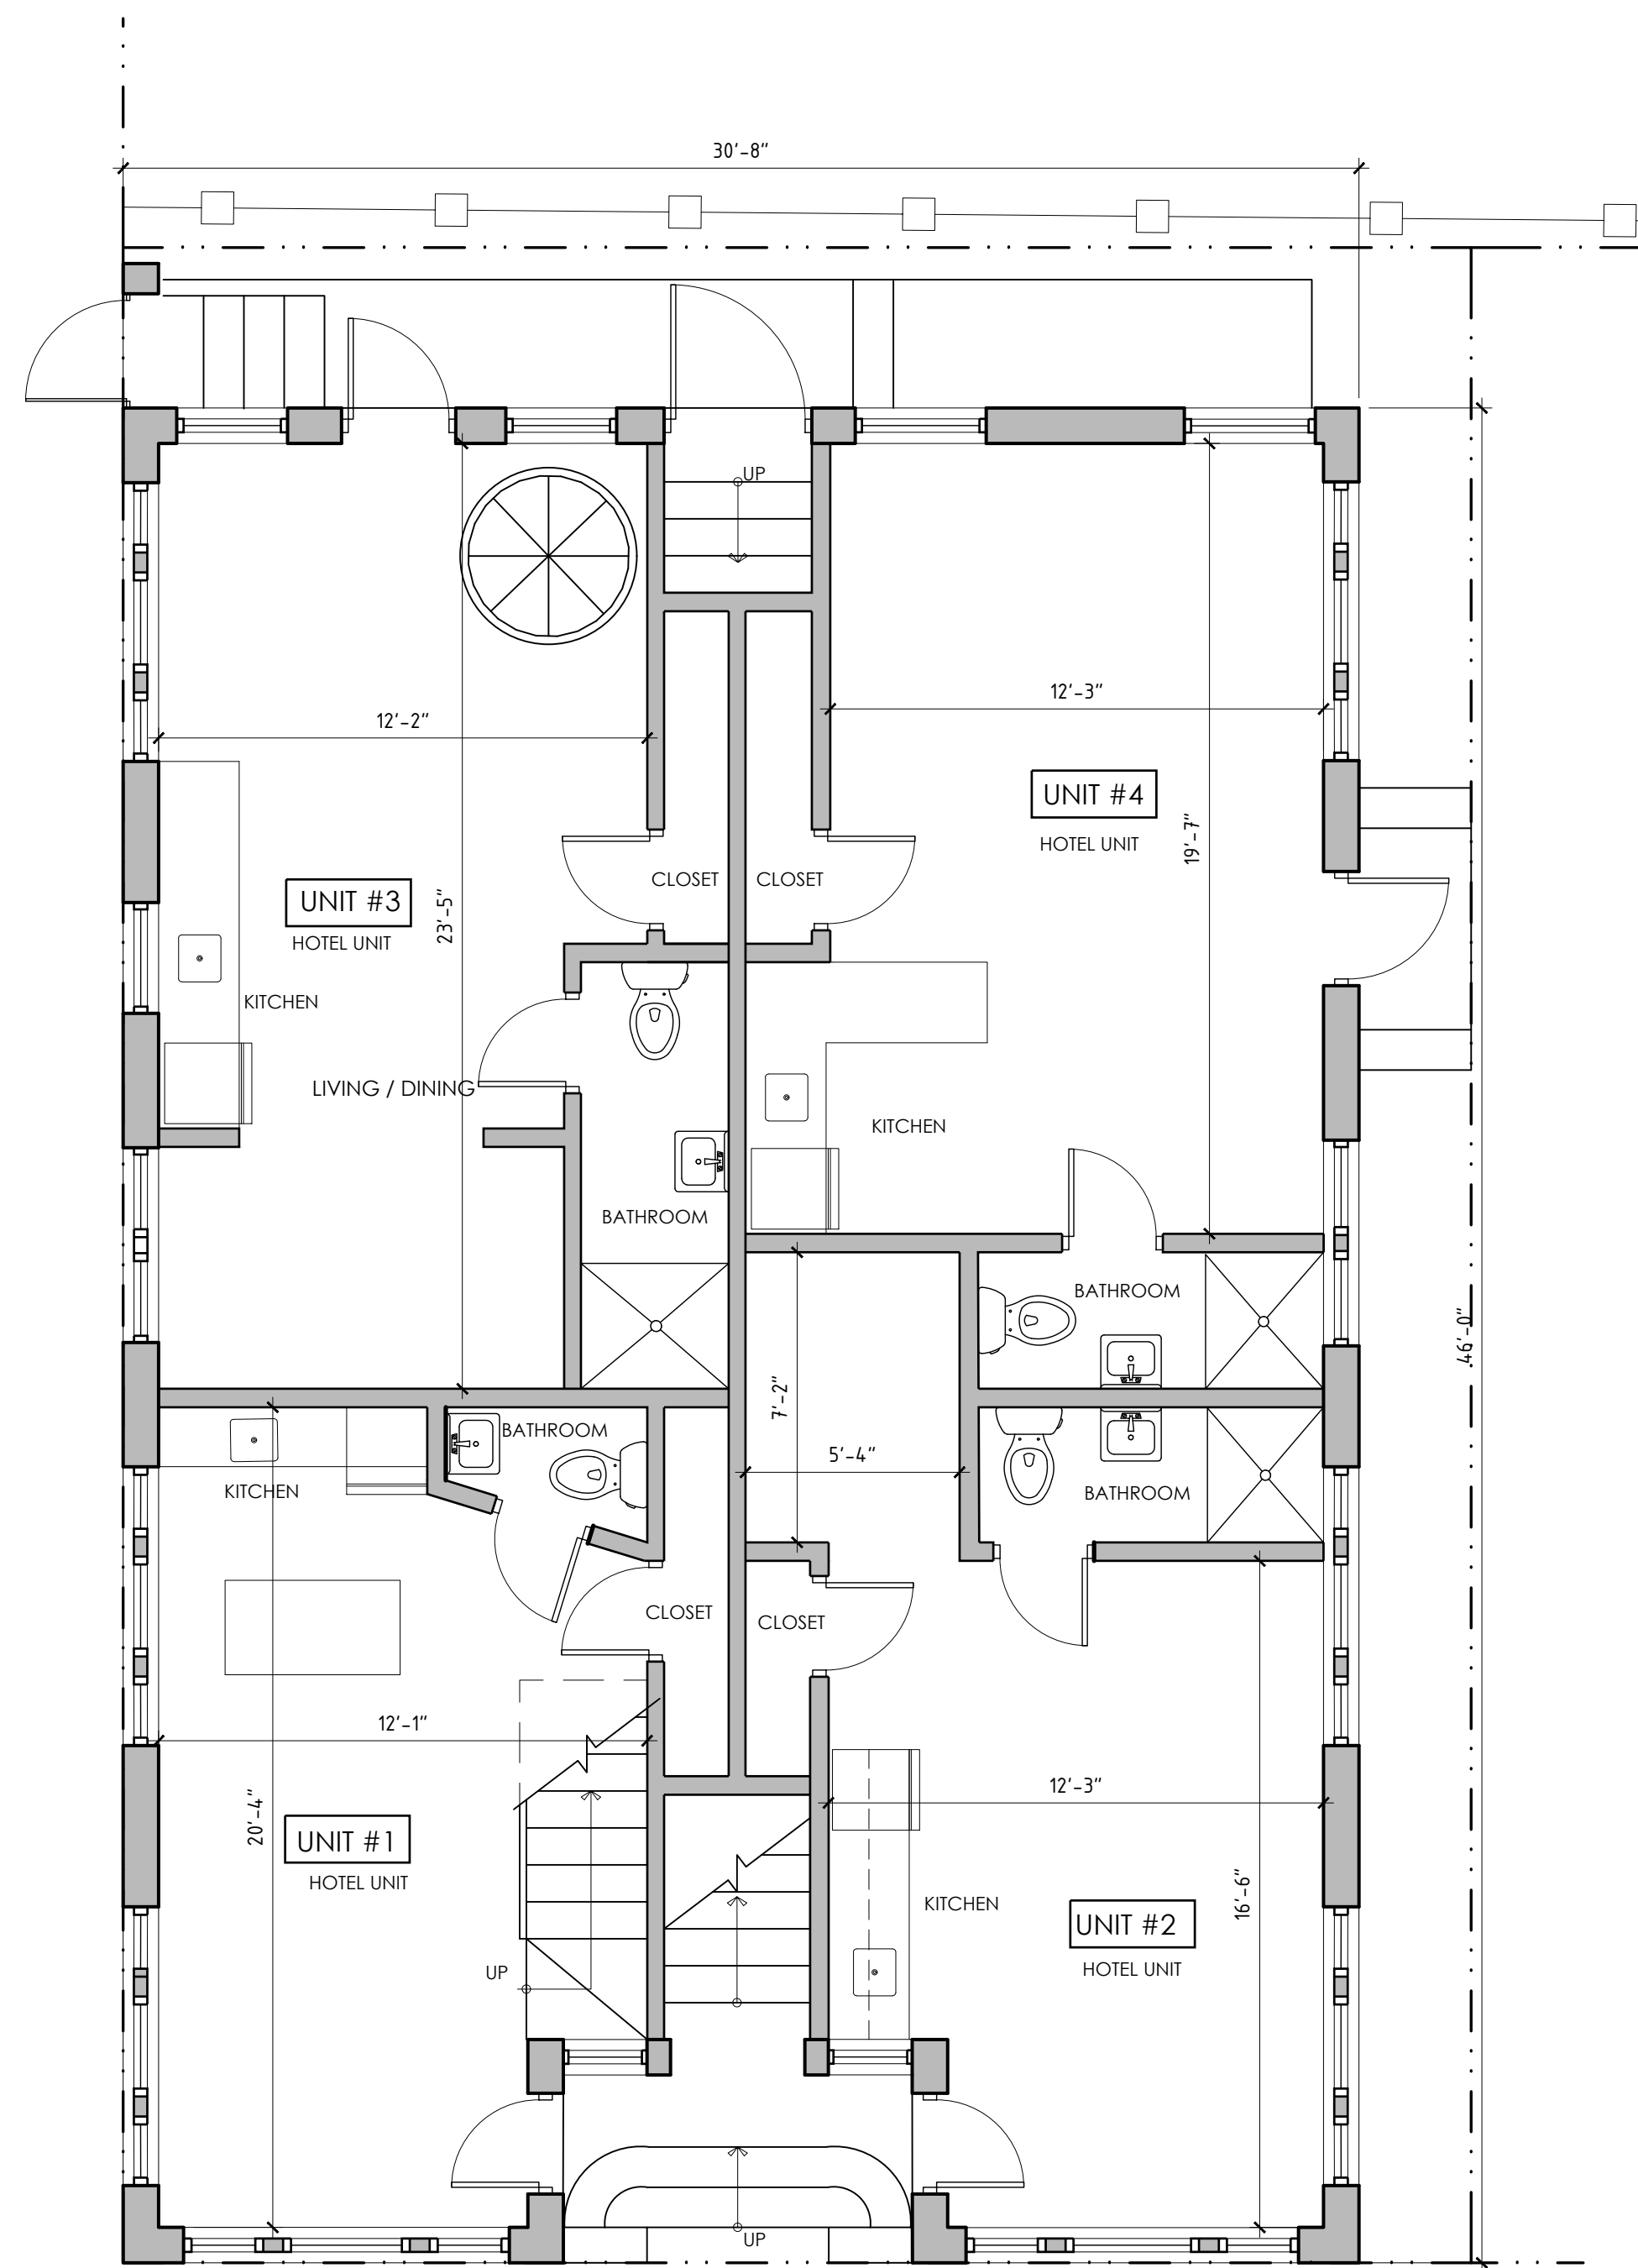 30'-8"
UP
12'-3"
12'-2"
UNIT #4
HOTEL UNIT
19'-7"
CLOSET
CLOSET
UNIT #3
HOTEL UNIT
23'-5"
KITCHEN
LIVING / DINING
KITCHEN
BATHROOM
BATHROOM
46'-0"
7'-2"
BATHROOM
5'-4"
KITCHEN
BATHROOM
CLOSET
CLOSET
12'-1"
12'-3"
20'-4"
UNIT #1
HOTEL UNIT
KITCHEN
16'-6"
UNIT #2
HOTEL UNIT
UP
UP